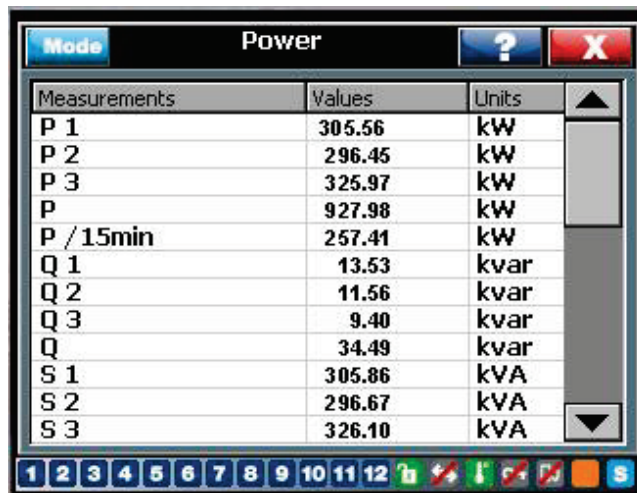 Mode Power ? X
Measurements Values Units
P 1 305.56 kW
P 2 296.45 kW
P 3 325.97 kW
P 927.98 kW
P /15min 257.41 kW
Q 1 13.53 kvar
Q 2 11.56 kvar
Q 3 9.40 kvar
Q 34.49 kvar
S 1 305.86 kVA
S 2 296.67 kVA
S 3 326.10 kVA
1 2 3 4 5 6 7 8 9 10 11 12 S